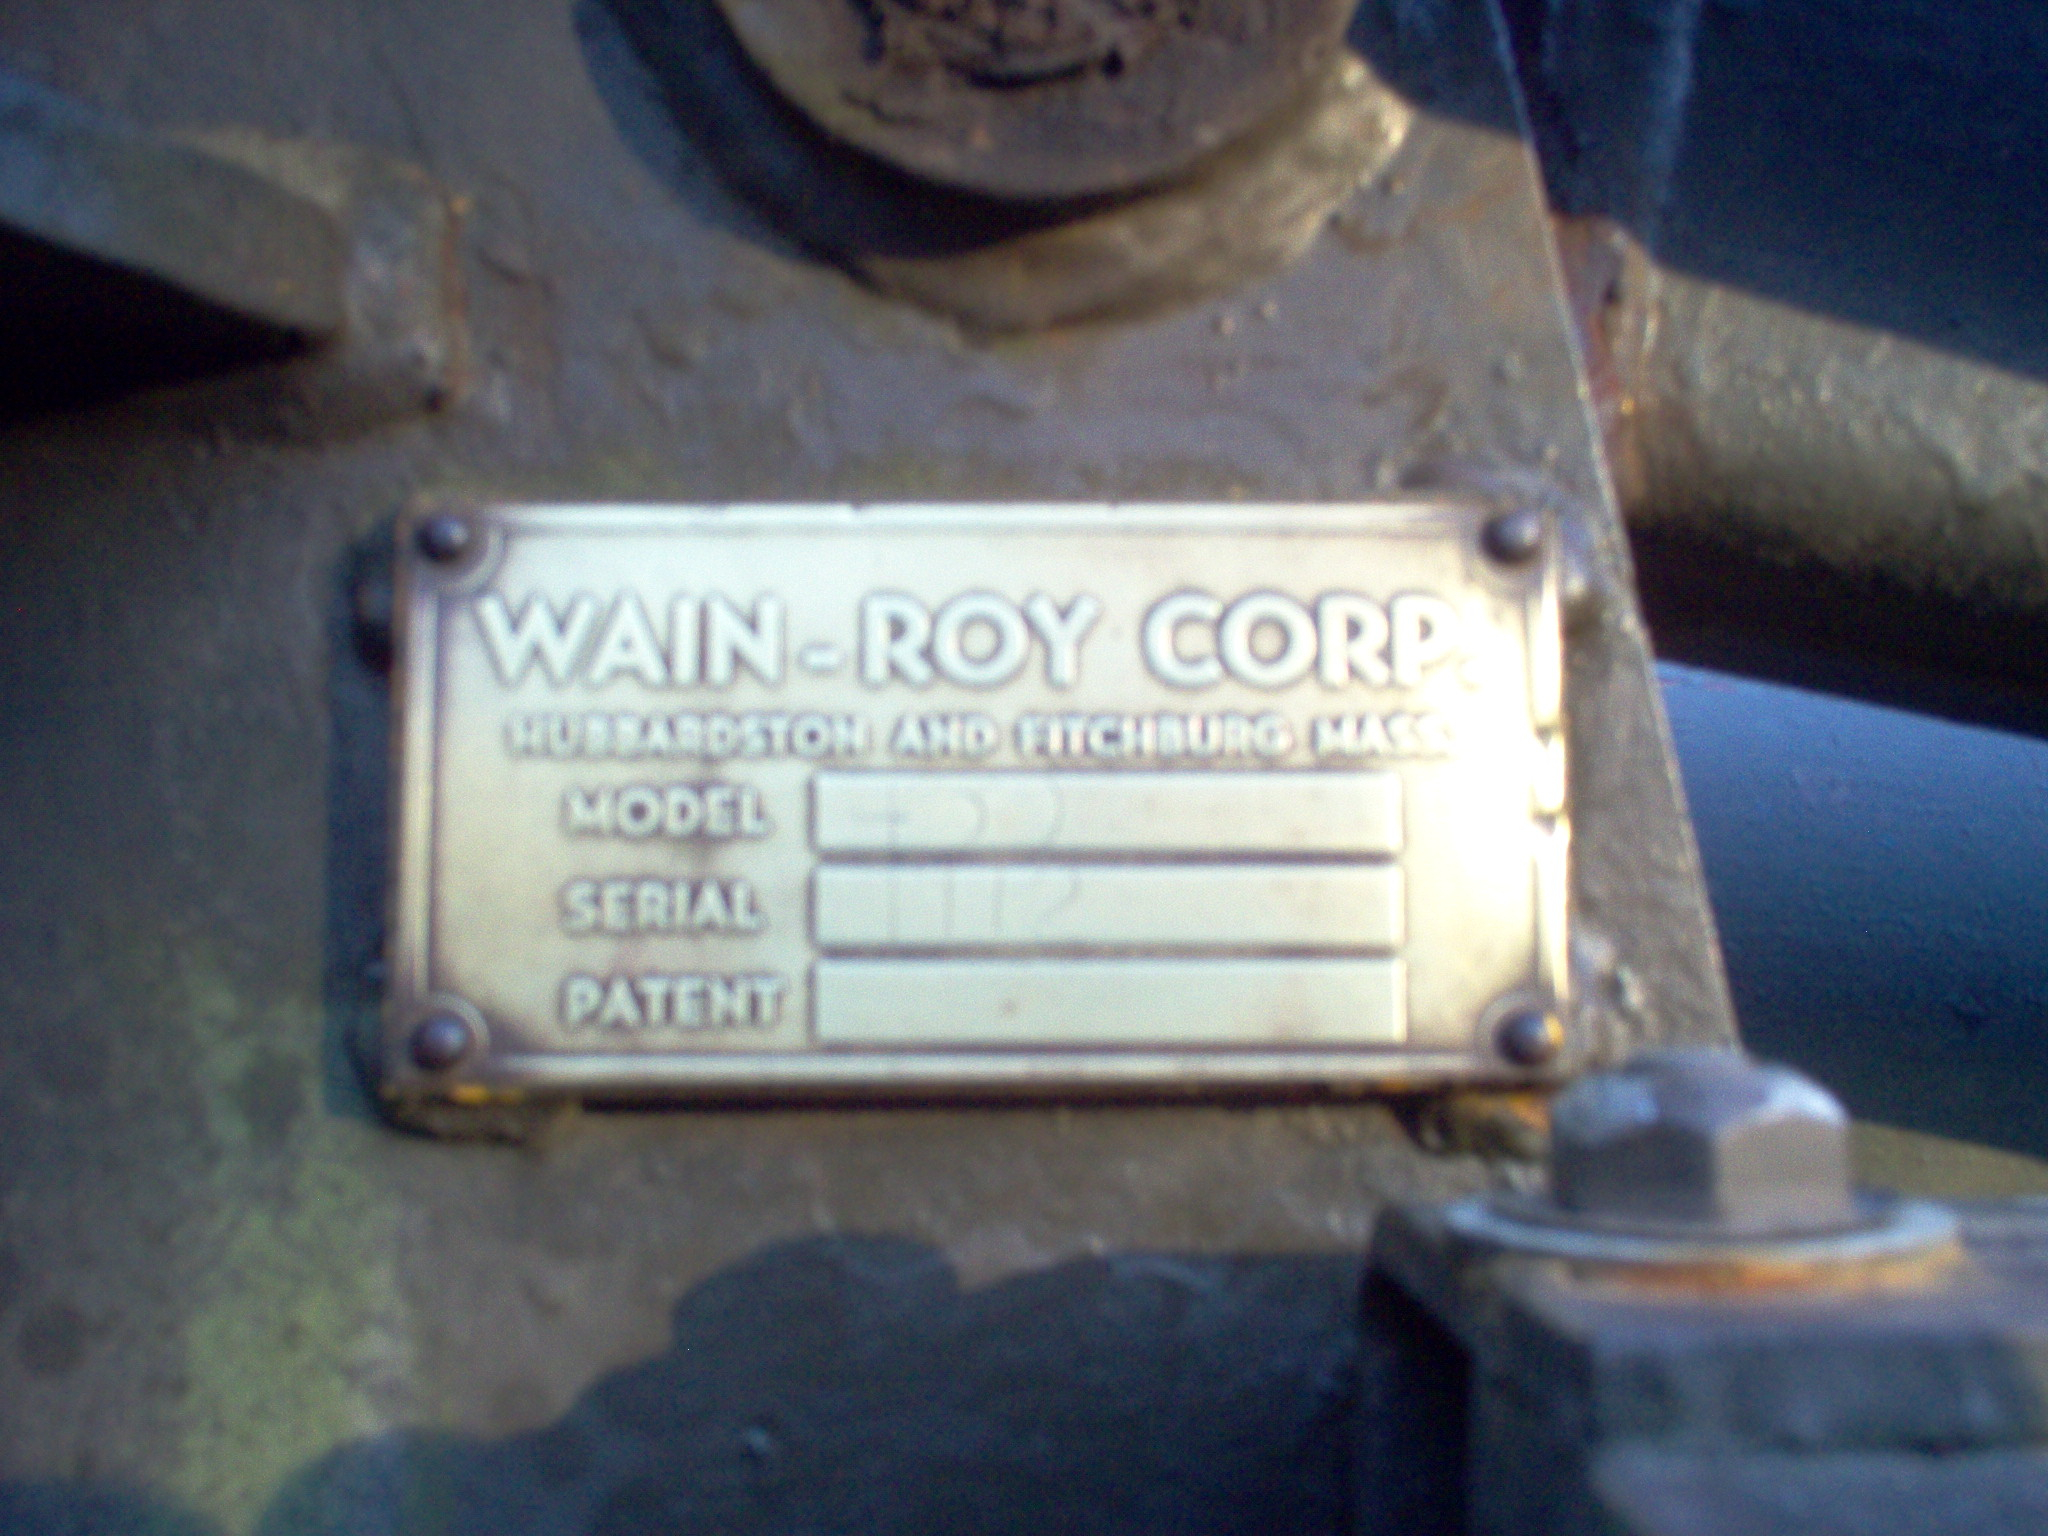 WAIN-ROY CORP.
HUBBARDSTON AND FITCHBURG MASS
MODEL
SERIAL
PATENT